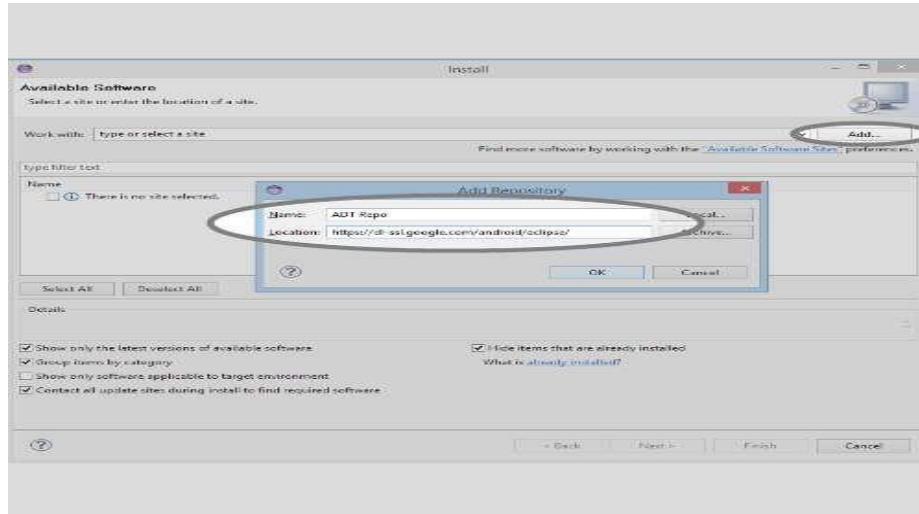 Install
Available Software
Select a site or enter the location of a site.
Work with: type or select a site
Add...
Find more software by working with the "Available Software Sites" preferences.
type filter text
Name
There is no site selected.
Add Repository
Name: ADT Repo
Location: https://dl-ssl.google.com/android/eclipse/
OK
Cancel
Select All
Deselect All
Details
Show only the latest versions of available software
Hide items that are already installed
Group items by category
What is already installed?
Show only software applicable to target environment
Contact all update sites during install to find required software
< Back
Next >
Finish
Cancel